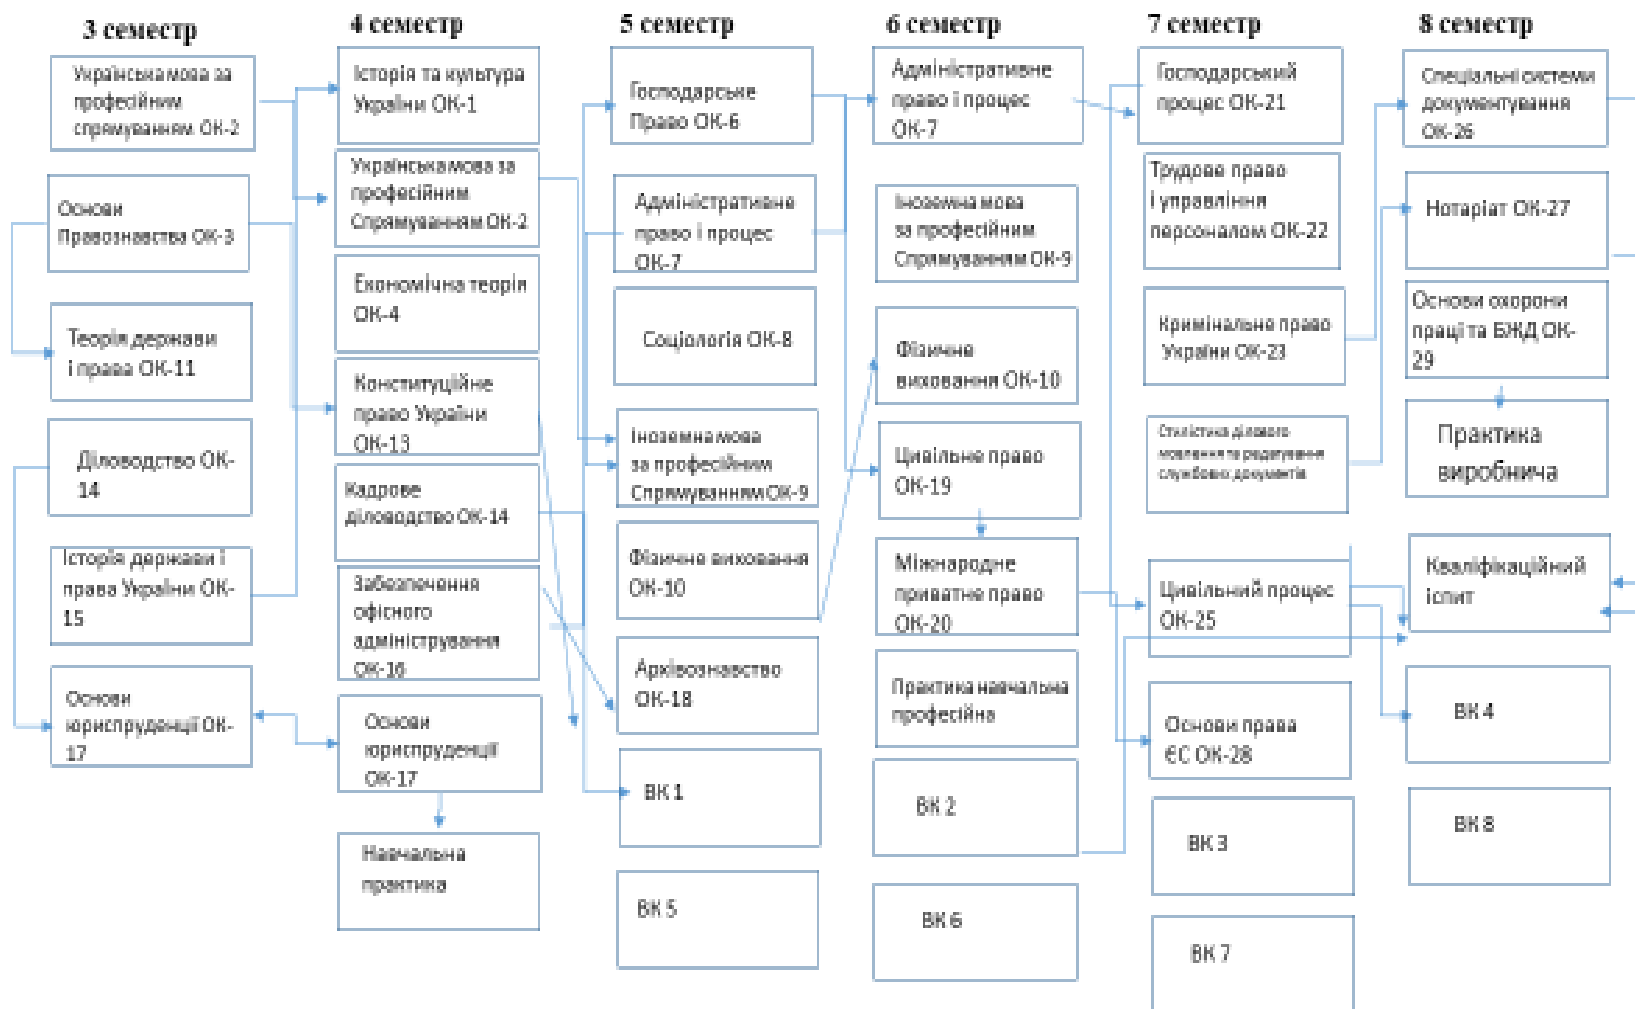 3 семестр
Українська мова за
професійним
спрямуванням ОК-2
Основи
Правознавства ОК-3
Теорія держави
і права ОК-11
Діловодство ОК-
14
Історія держави і
права України ОК-
15
Основи
юриспруденції ОК-
17
4 семестр
Історія та культура
України ОК-1
Українська мова за
професійним
Спрямуванням ОК-2
Економічна теорія
ОК-4
Конституційне
право України
ОК-13
Кадрове
діловодство ОК-14
Забезпечення
офісного
адміністрування
ОК-16
Основи
юриспруденції
ОК-17
Навчальна
практика
5 семестр
Господарське
Право ОК-6
Адміністративне
право і процес
ОК-7
Соціологія ОК-8
Іноземна мова
за професійним
Спрямуванням ОК-9
Фізичне виховання
ОК-10
Архівознавство
ОК-18
ВК 1
ВК 5
6 семестр
Адміністративне
право і процес
ОК-7
Іноземна мова
за професійним
Спрямуванням ОК-9
Фізичне
виховання ОК-10
Цивільне право
ОК-19
Міжнародне
приватне право
ОК-20
Практика навчальна
професійна
ВК 2
ВК 6
7 семестр
Господарський
процес ОК-21
Трудове право
і управління
персоналом ОК-22
Кримінальне право
України ОК-23
Стилістика ділового
мовлення та редагування
службових документів
Цивільний процес
ОК-25
Основи права
ЄС ОК-28
ВК 3
ВК 7
8 семестр
Спеціальні системи
документування
ОК-26
Нотаріат ОК-27
Основи охорони
праці та БЖД ОК-
29
Практика
виробнича
Кваліфікаційний
іспит
ВК 4
ВК 8